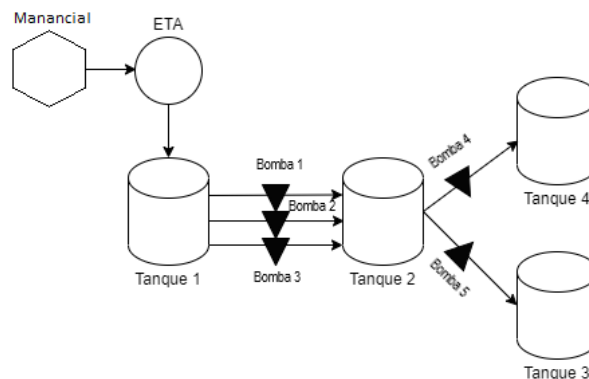 Manancial
ETA
Bomba 1
Bomba 2
Bomba 3
Bomba 4
Bomba 5
Tanque 1
Tanque 2
Tanque 4
Tanque 3